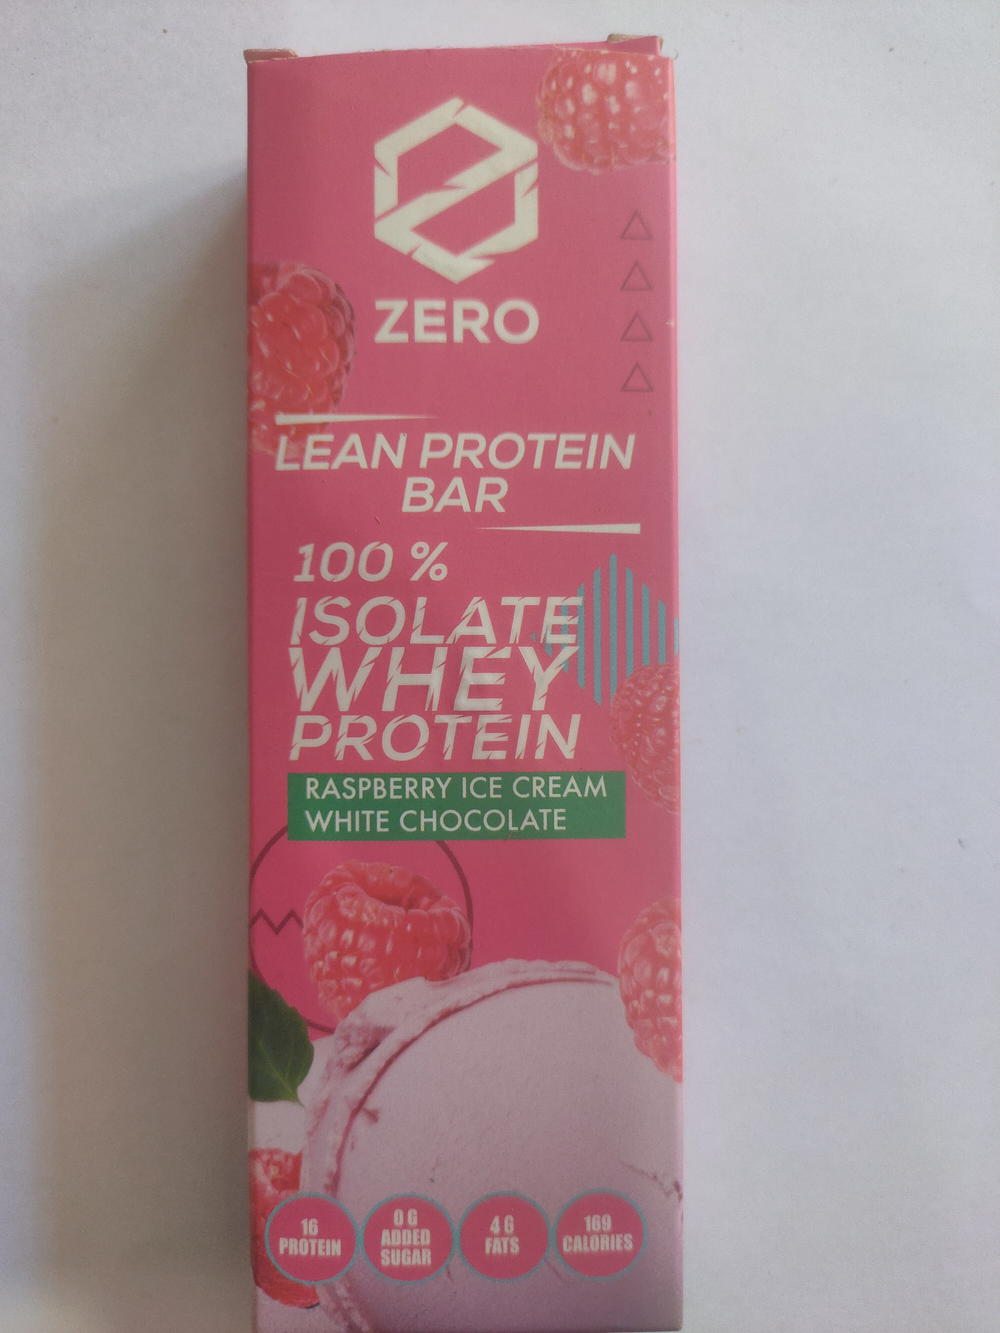 ZERO
LEAN PROTEIN
BAR
100 %
ISOLATE
WHEY
PROTEIN
RASPBERRY ICE CREAM
WHITE CHOCOLATE
16
PROTEIN
0 G
ADDED
SUGAR
4 G
FATS
169
CALORIES